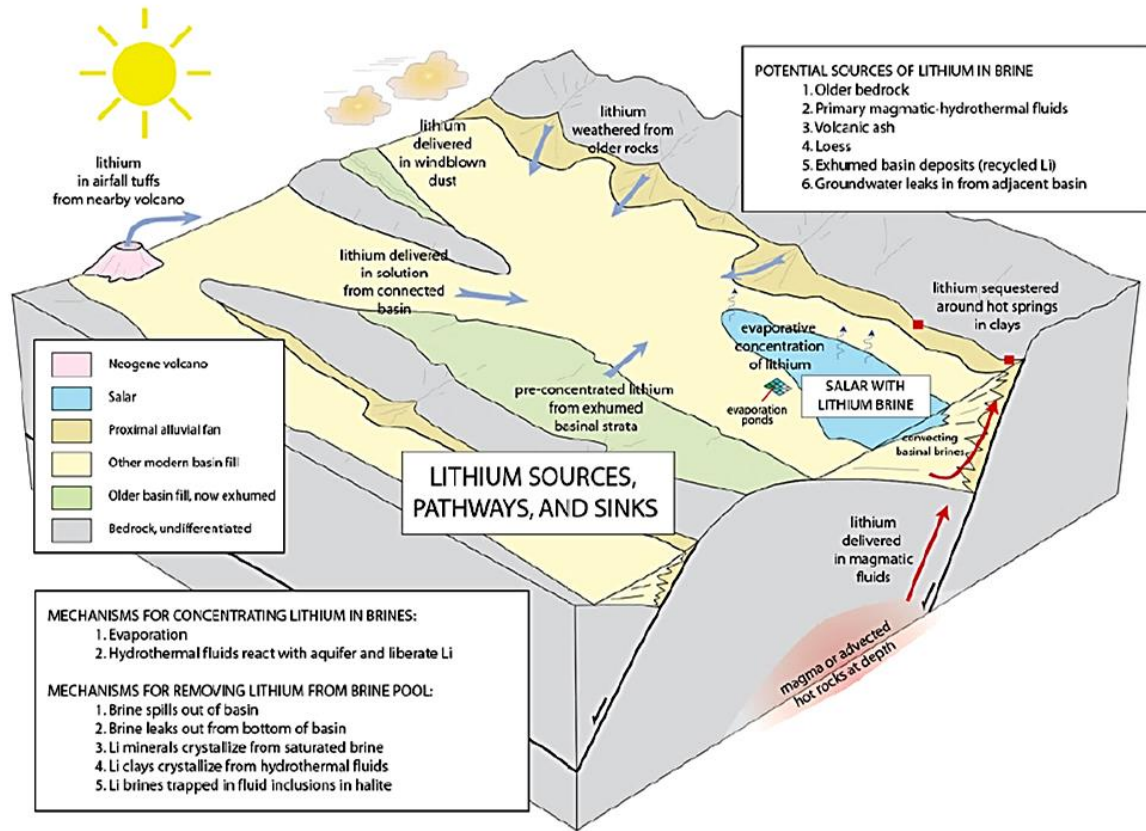 POTENTIAL SOURCES OF LITHIUM IN BRINE
1. Older bedrock
2. Primary magmatic-hydrothermal fluids
3. Volcanic ash
4. Loess
5. Exhumed basin deposits (recycled Li)
6. Groundwater leaks in from adjacent basin
lithium
in airfall tuffs
from nearby volcano
lithium
delivered
in windblown
dust
lithium
weathered from
older rocks
lithium delivered
in solution
from connected
basin
lithium sequestered
around hot springs
in clays
evaporative
concentration
of lithium
SALAR WITH
LITHIUM BRINE
evaporation
ponds
convecting
basinal brines
pre-concentrated lithium
from exhumed
basinal strata
Neogene volcano
Salar
Proximal alluvial fan
Other modern basin fill
Older basin fill, now exhumed
Bedrock, undifferentiated
LITHIUM SOURCES,
PATHWAYS, AND SINKS
lithium
delivered
in magmatic
fluids
magma or advected
hot rocks at depth
MECHANISMS FOR CONCENTRATING LITHIUM IN BRINES:
1. Evaporation
2. Hydrothermal fluids react with aquifer and liberate Li
MECHANISMS FOR REMOVING LITHIUM FROM BRINE POOL:
1. Brine spills out of basin
2. Brine leaks out from bottom of basin
3. Li minerals crystallize from saturated brine
4. Li clays crystallize from hydrothermal fluids
5. Li brines trapped in fluid inclusions in halite